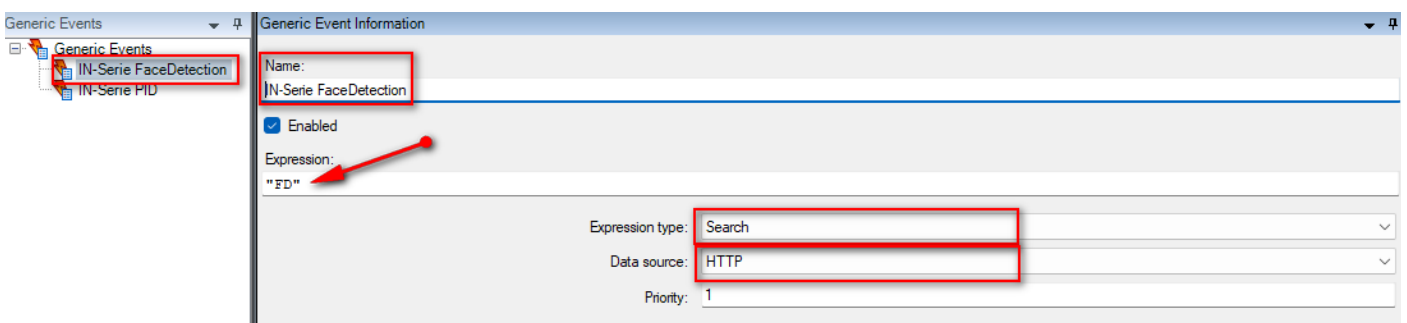 Generic Events
Generic Events
IN-Serie FaceDetection
IN-Serie PID
Generic Event Information
Name:
IN-Serie FaceDetection
Enabled
Expression:
"FD"
Expression type: Search
Data source: HTTP
Priority: 1